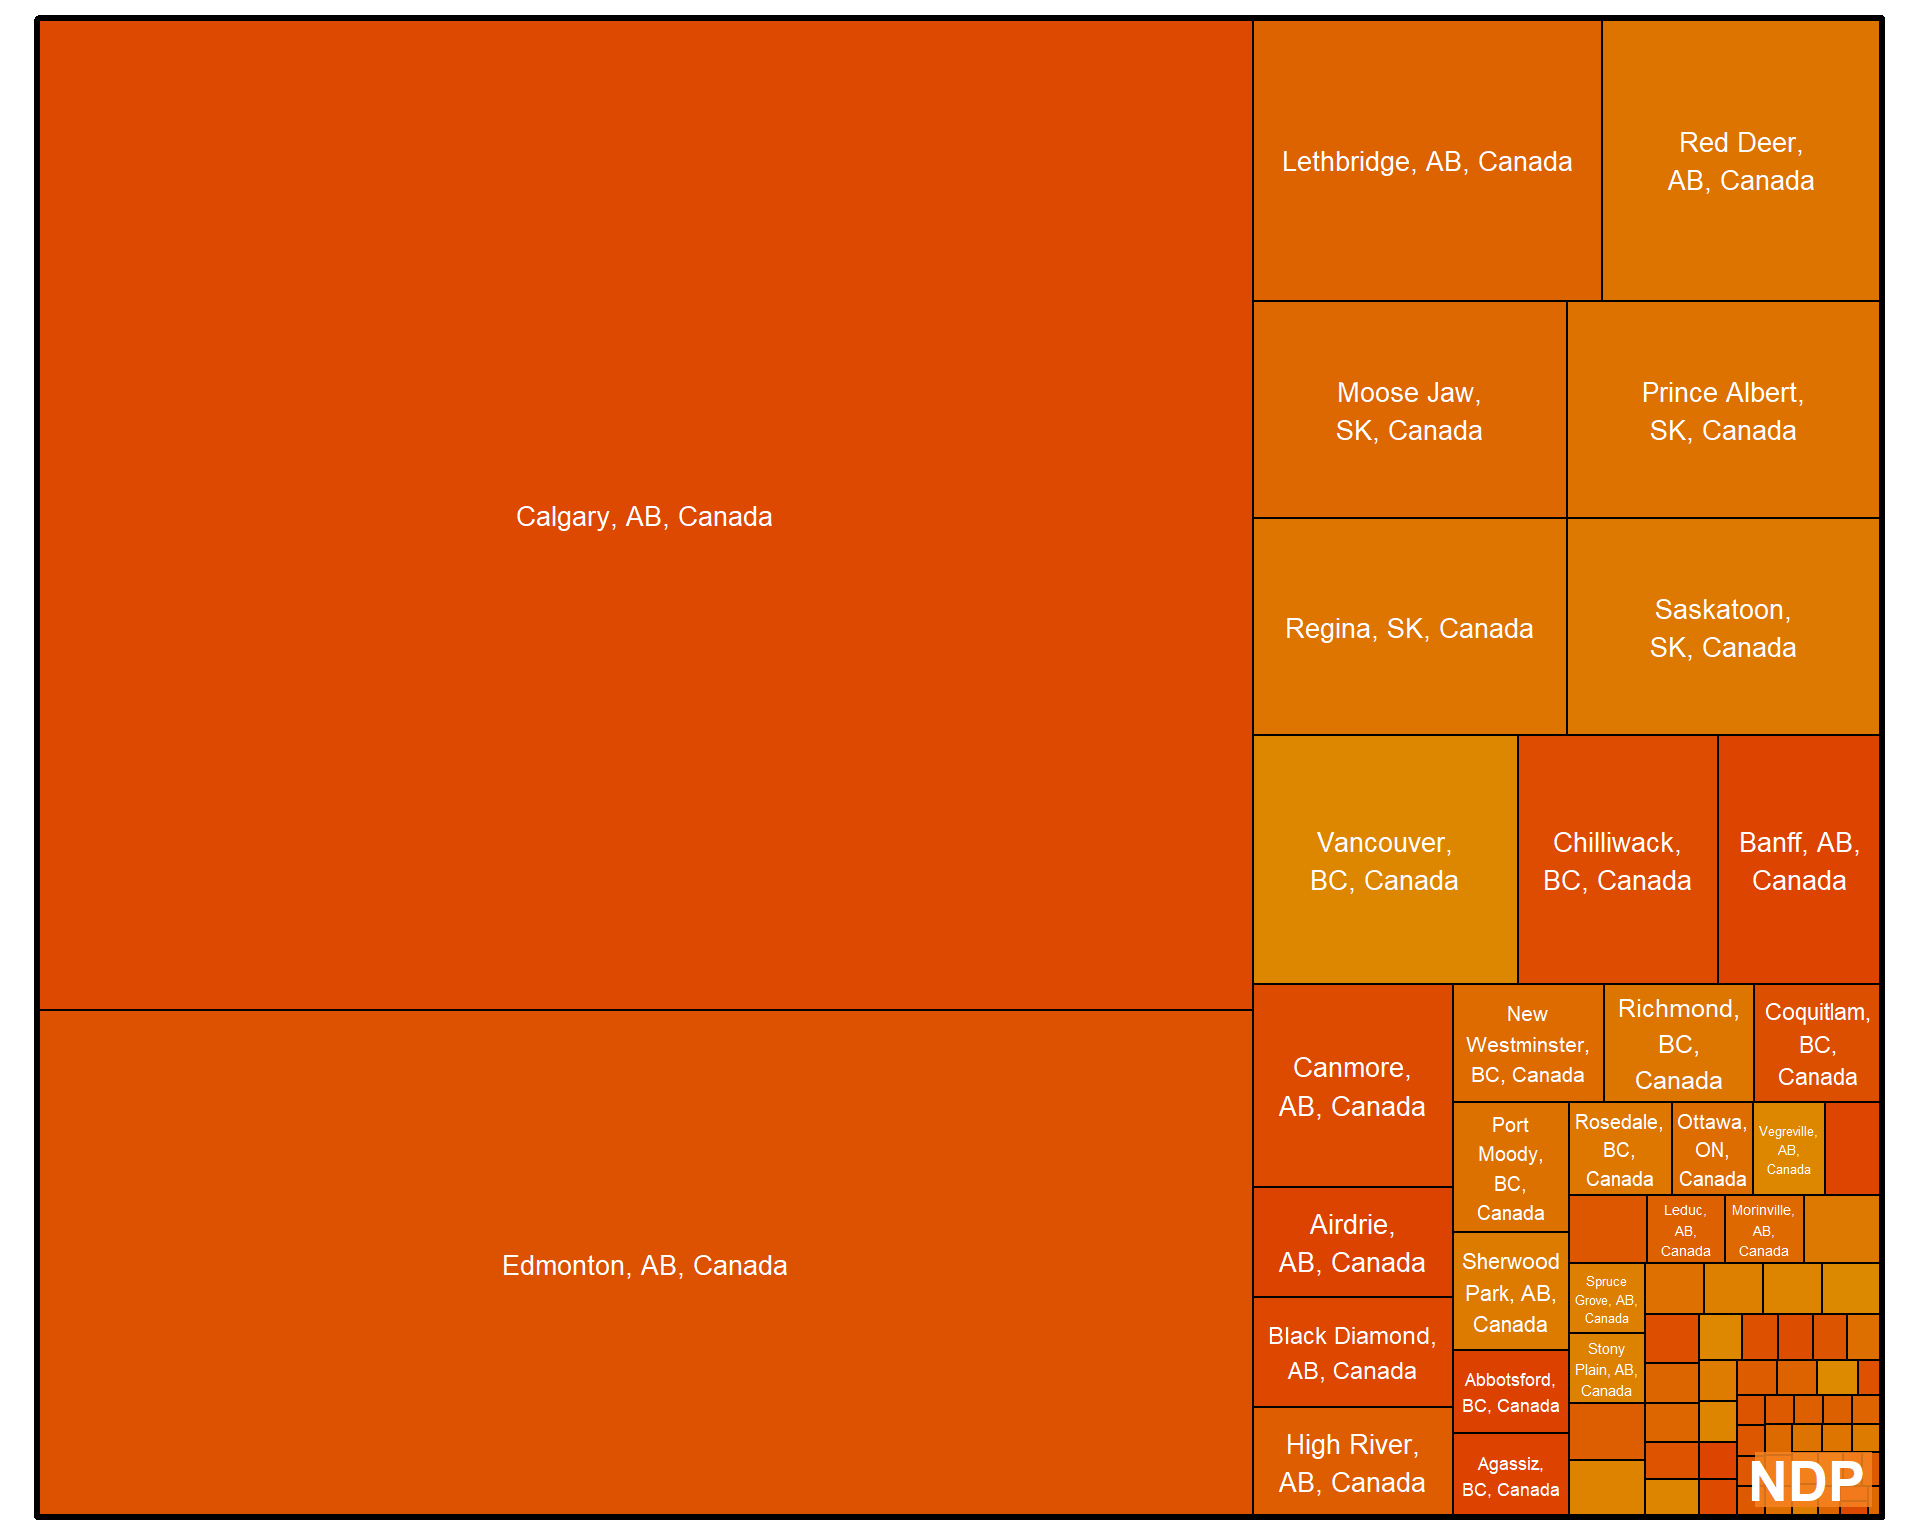 Calgary, AB, Canada
Edmonton, AB, Canada
Lethbridge, AB, Canada
Red Deer,
AB, Canada
Moose Jaw,
SK, Canada
Prince Albert,
SK, Canada
Regina, SK, Canada
Saskatoon,
SK, Canada
Vancouver,
BC, Canada
Chilliwack,
BC, Canada
Banff, AB,
Canada
Canmore,
AB, Canada
Airdrie,
AB, Canada
Black Diamond,
AB, Canada
High River,
AB, Canada
New
Westminster,
BC, Canada
Richmond,
BC,
Canada
Coquitlam,
BC,
Canada
Port
Moody,
BC,
Canada
Sherwood
Park, AB,
Canada
Abbotsford,
BC, Canada
Agassiz,
BC, Canada
Rosedale,
BC,
Canada
Ottawa,
ON,
Canada
Vegreville,
AB,
Canada
Leduc,
AB,
Canada
Morinville,
AB,
Canada
Spruce
Grove, AB,
Canada
Stony
Plain, AB,
Canada
NDP